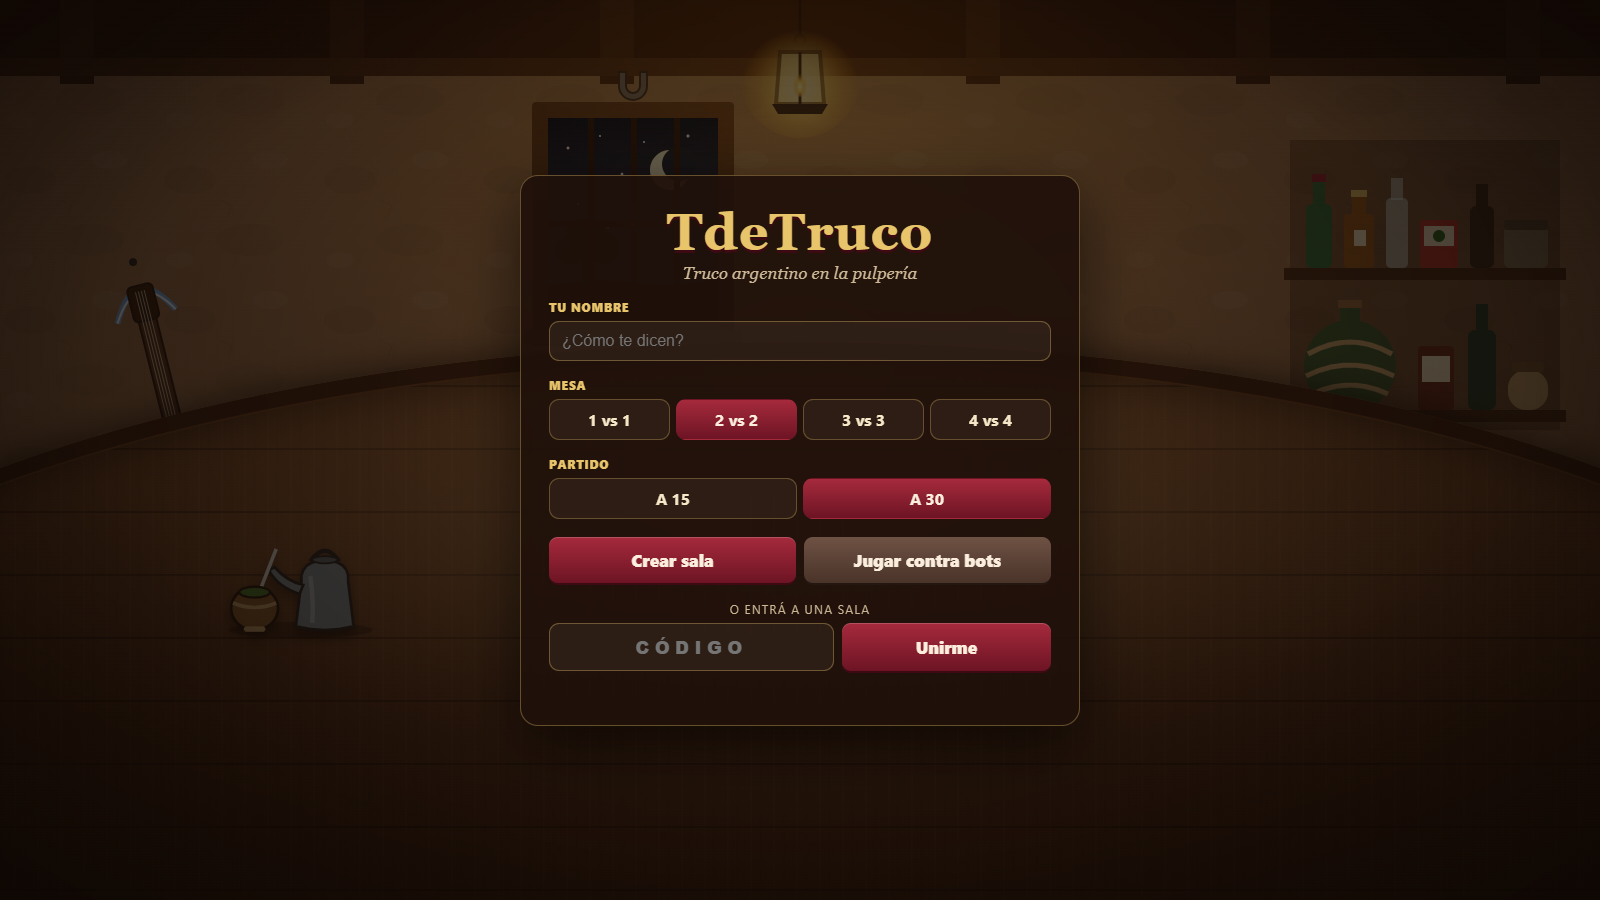 TdeTruco
Truco argentino en la pulpería
TU NOMBRE
¿Cómo te dicen?
MESA
1 vs 1 2 vs 2 3 vs 3 4 vs 4
PARTIDO
A 15 A 30
Crear sala Jugar contra bots
O ENTRÁ A UNA SALA
CÓDIGO Unirme